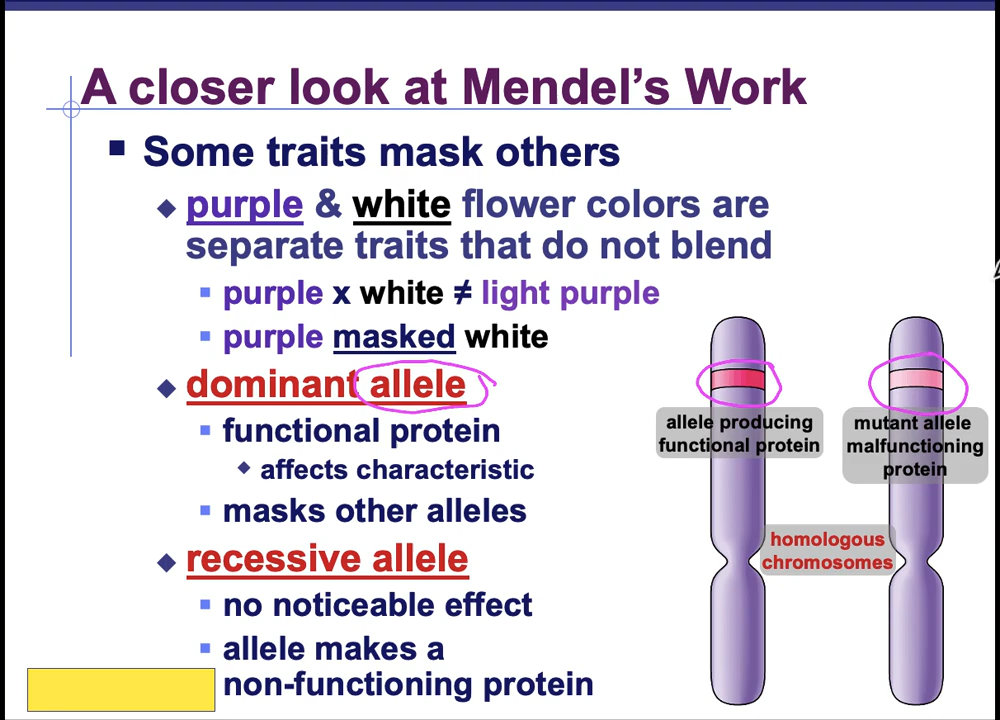 A closer look at Mendel's Work
Some traits mask others
purple & white flower colors are
separate traits that do not blend
purple x white ≠ light purple
purple masked white
dominant allele
functional protein
affects characteristic
masks other alleles
recessive allele
no noticeable effect
allele makes a
non-functioning protein
allele producing
functional protein
mutant allele
malfunctioning
protein
homologous
chromosomes